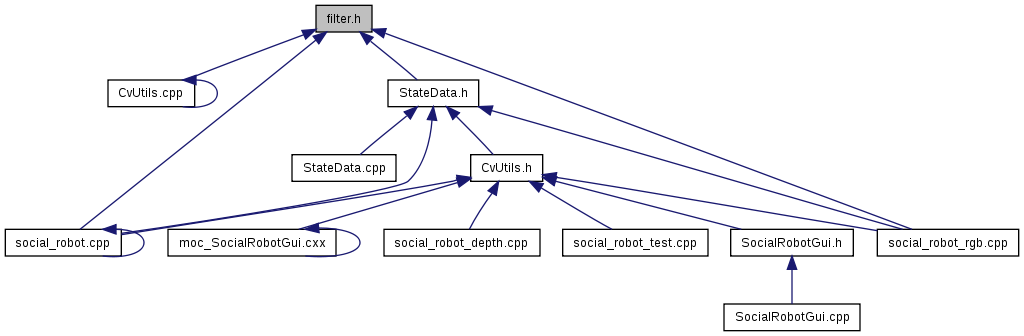 filter.h
CvUtils.cpp
StateData.h
StateData.cpp
CvUtils.h
social_robot.cpp
moc_SocialRobotGui.cxx
social_robot_depth.cpp
social_robot_test.cpp
SocialRobotGui.h
social_robot_rgb.cpp
SocialRobotGui.cpp